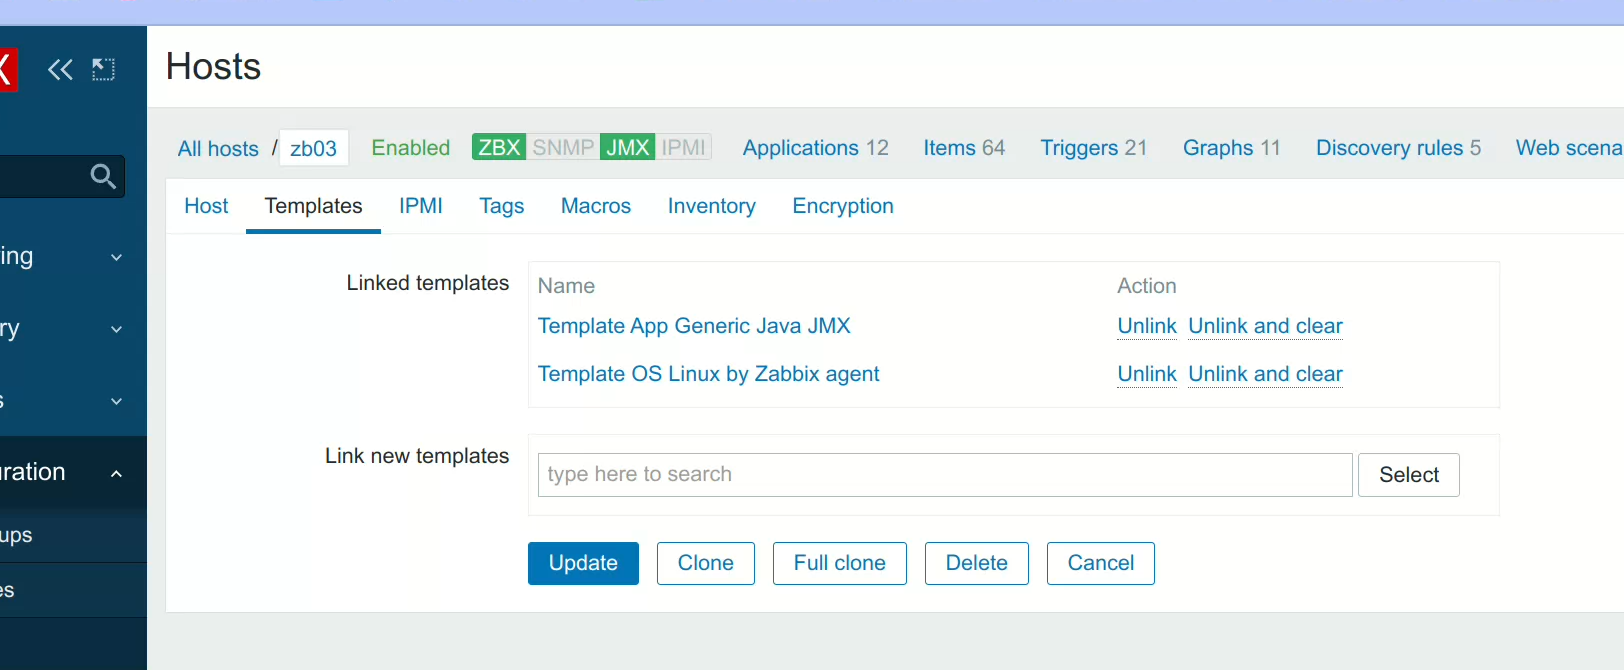 X
Hosts
All hosts / zb03 Enabled ZBX SNMP JMX IPMI Applications 12 Items 64 Triggers 21 Graphs 11 Discovery rules 5 Web scena
Host Templates IPMI Tags Macros Inventory Encryption
ing
ry
s
uration
ups
es
Linked templates
Name Action
Template App Generic Java JMX Unlink Unlink and clear
Template OS Linux by Zabbix agent Unlink Unlink and clear
Link new templates
type here to search Select
Update Clone Full clone Delete Cancel